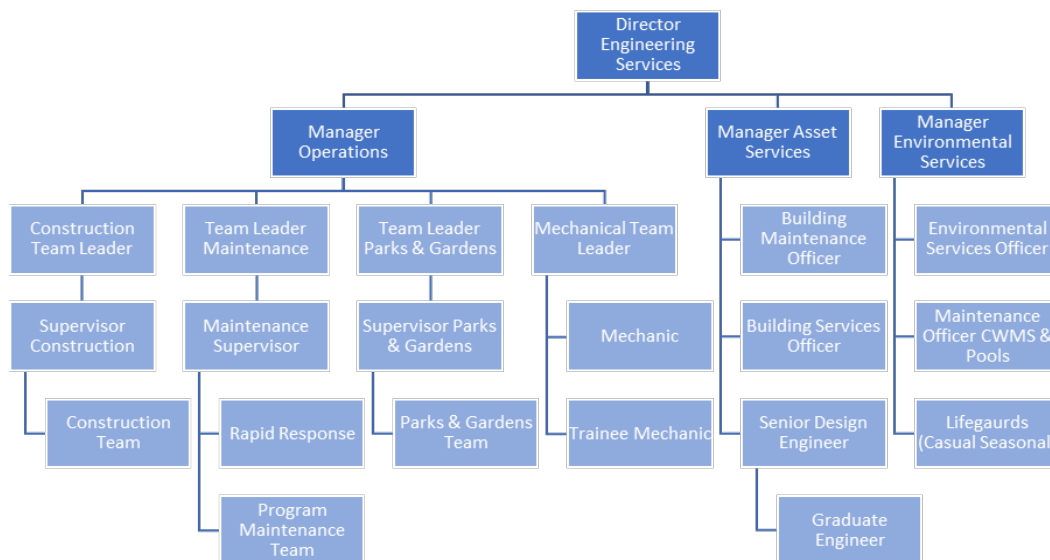 Director
Engineering
Services
Manager
Operations
Manager Asset
Services
Manager
Environmental
Services
Construction
Team Leader
Team Leader
Maintenance
Team Leader
Parks & Gardens
Mechanical Team
Leader
Building
Maintenance
Officer
Environmental
Services Officer
Supervisor
Construction
Maintenance
Supervisor
Supervisor Parks
& Gardens
Mechanic
Building Services
Officer
Maintenance
Officer CWMS &
Pools
Construction
Team
Rapid Response
Parks & Gardens
Team
Trainee Mechanic
Senior Design
Engineer
Lifegaurds
(Casual Seasonal
Program
Maintenance
Team
Graduate
Engineer